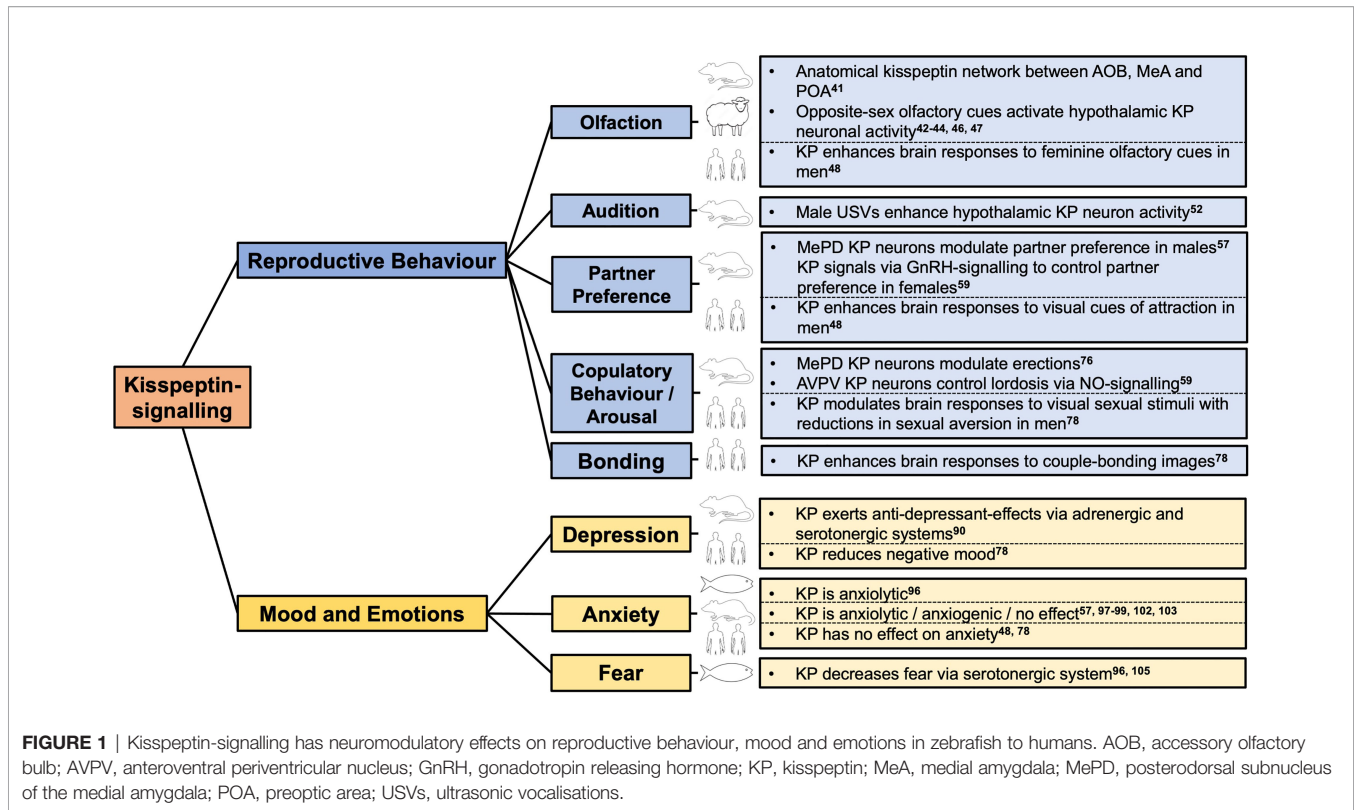 Kisspeptin-
signalling
Reproductive Behaviour
Olfaction
• Anatomical kisspeptin network between AOB, MeA and
POA41
• Opposite-sex olfactory cues activate hypothalamic KP
neuronal activity42-44, 46, 47
• KP enhances brain responses to feminine olfactory cues in
men48
Audition
• Male USVs enhance hypothalamic KP neuron activity52
Partner
Preference
• MePD KP neurons modulate partner preference in males57
KP signals via GnRH-signalling to control partner
preference in females59
• KP enhances brain responses to visual cues of attraction in
men48
Copulatory
Behaviour /
Arousal
• MePD KP neurons modulate erections76
• AVPV KP neurons control lordosis via NO-signalling59
• KP modulates brain responses to visual sexual stimuli with
reductions in sexual aversion in men78
Bonding
• KP enhances brain responses to couple-bonding images78
Mood and Emotions
Depression
• KP exerts anti-depressant-effects via adrenergic and
serotonergic systems90
• KP reduces negative mood78
Anxiety
• KP is anxiolytic96
• KP is anxiolytic / anxiogenic / no effect57, 97-99, 102, 103
• KP has no effect on anxiety48, 78
Fear
• KP decreases fear via serotonergic system96, 105
FIGURE 1 | Kisspeptin-signalling has neuromodulatory effects on reproductive behaviour, mood and emotions in zebrafish to humans. AOB, accessory olfactory
bulb; AVPV, anteroventral periventricular nucleus; GnRH, gonadotropin releasing hormone; KP, kisspeptin; MeA, medial amygdala; MePD, posterodorsal subnucleus
of the medial amygdala; POA, preoptic area; USVs, ultrasonic vocalisations.